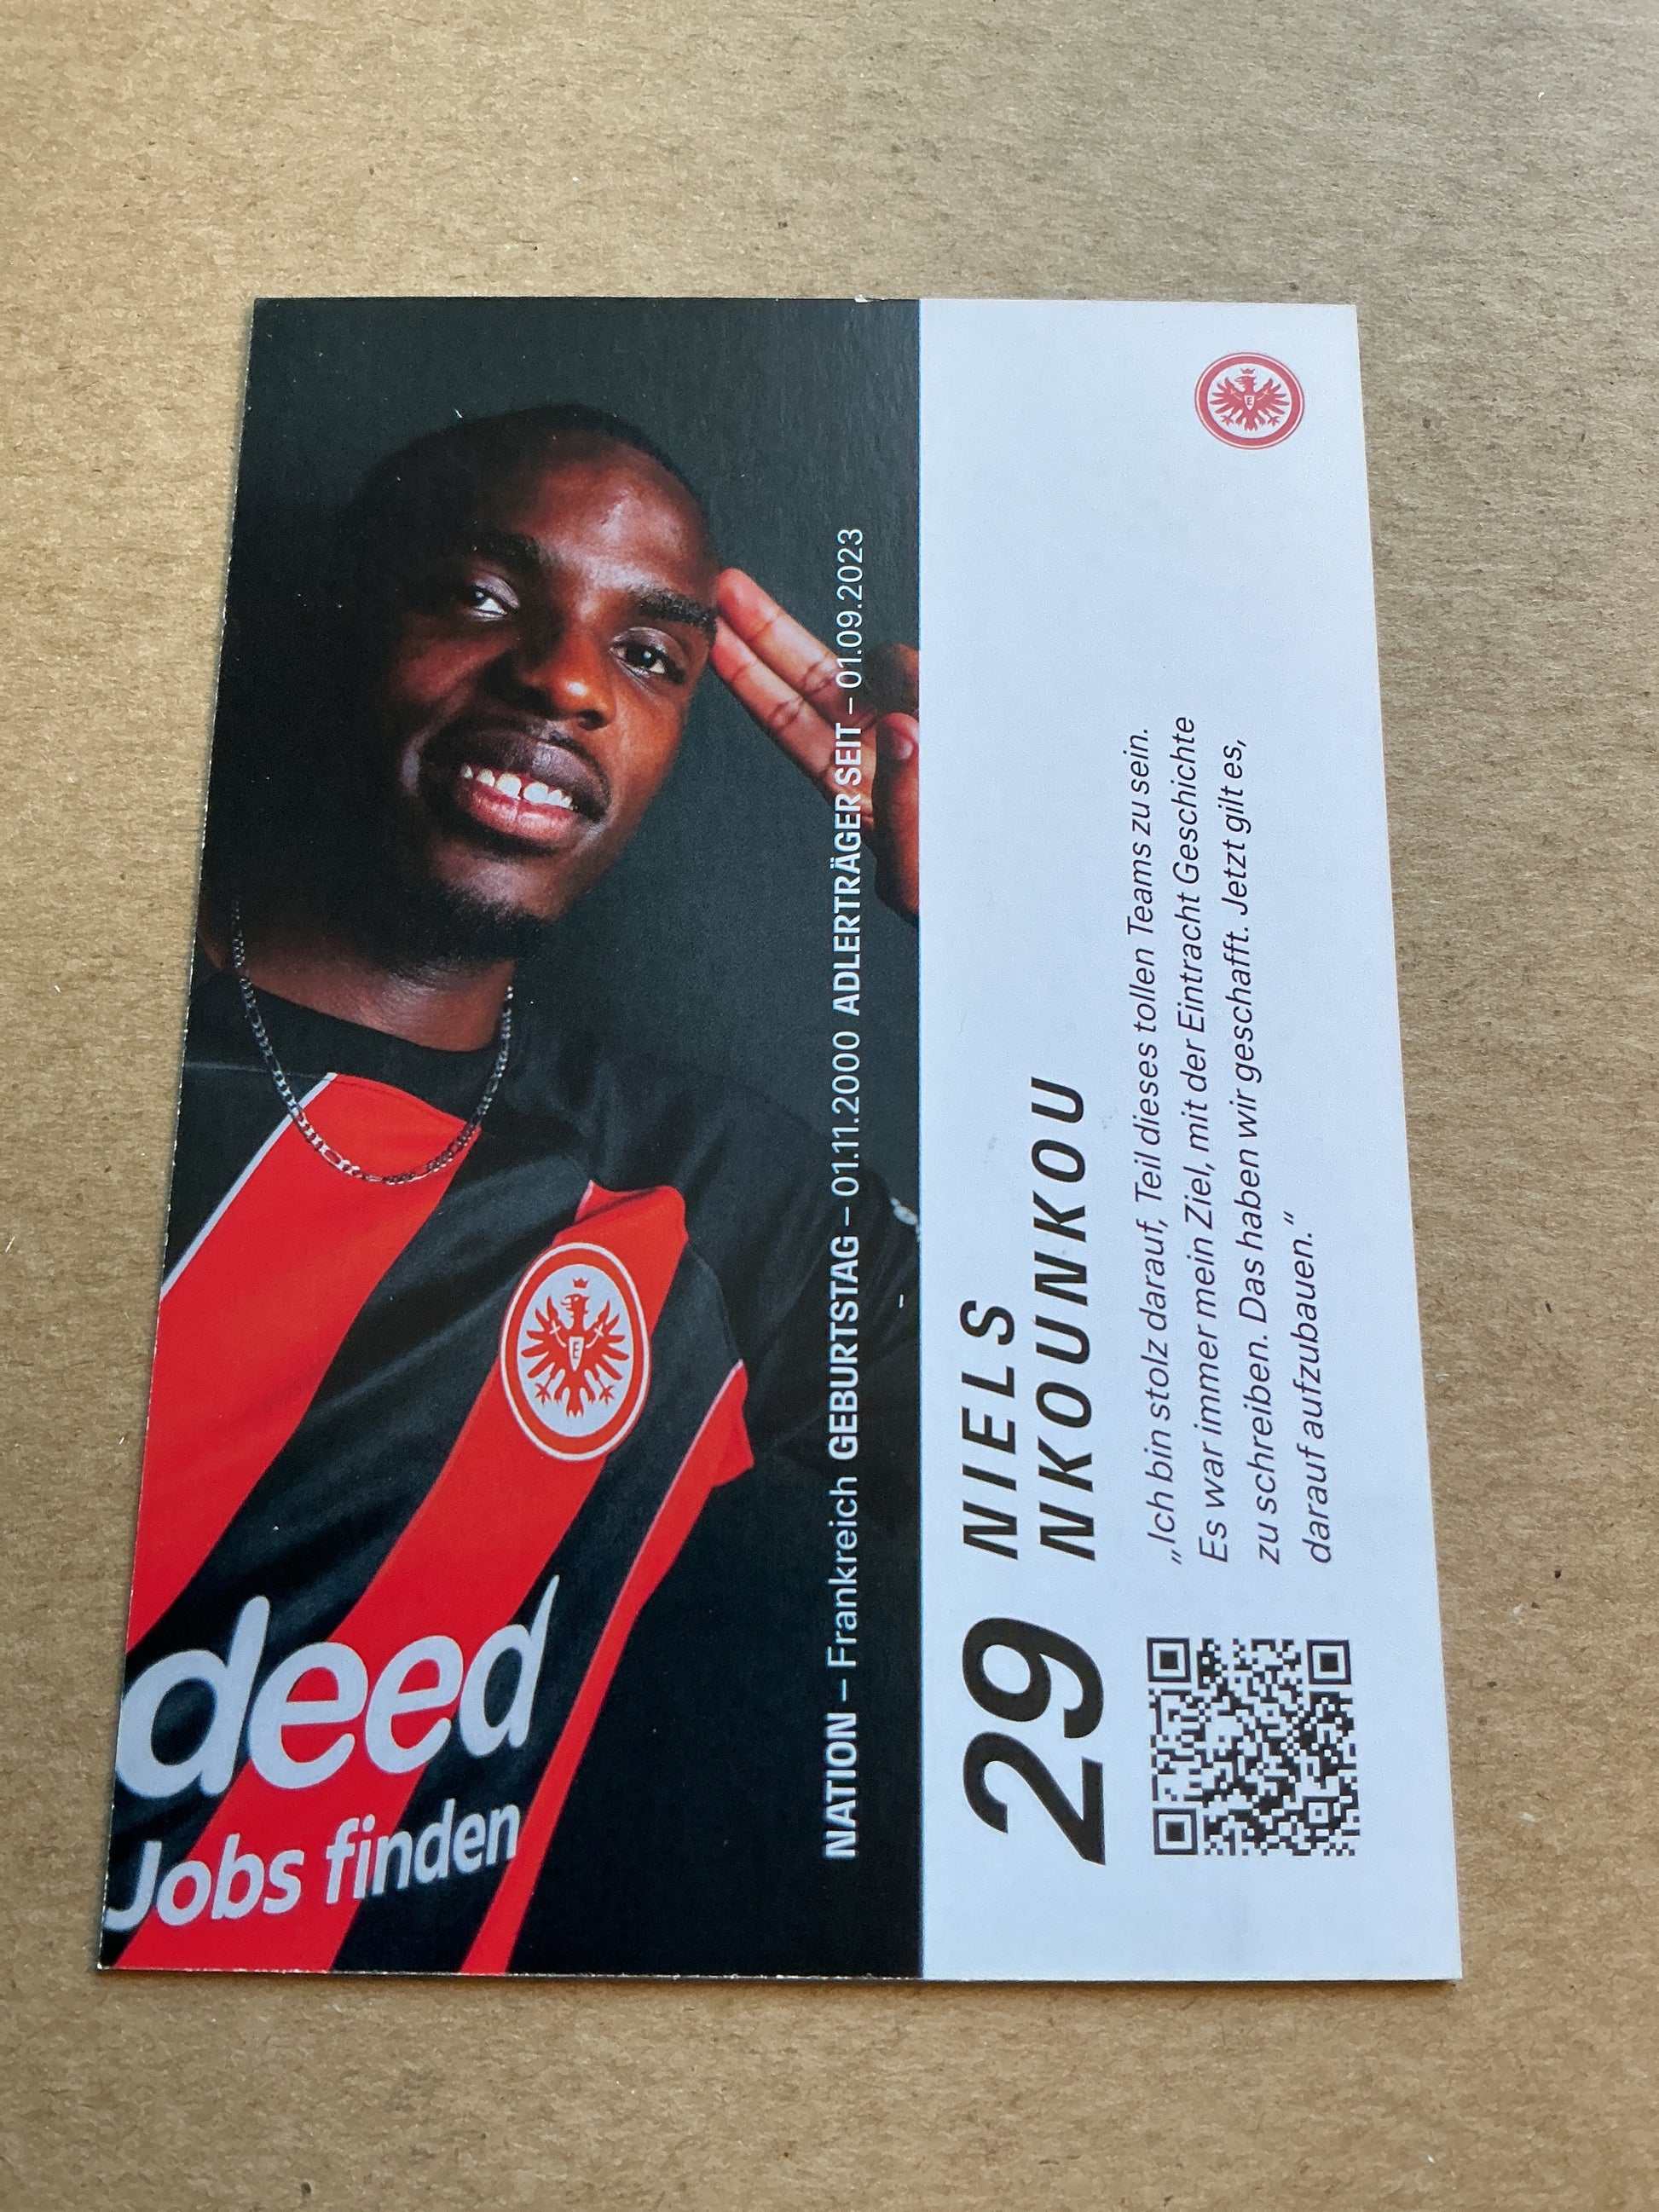 deed
Jobs finden
E
NATION – Frankreich GEBURTSTAG – 01.11.2000 ADLERTRÄGER SEIT – 01.09.2023
29
NIELS
NKOUNKOU
„Ich bin stolz darauf, Teil dieses tollen Teams zu sein.
Es war immer mein Ziel, mit der Eintracht Geschichte
zu schreiben. Das haben wir geschafft. Jetzt gilt es,
darauf aufzubauen.“
E